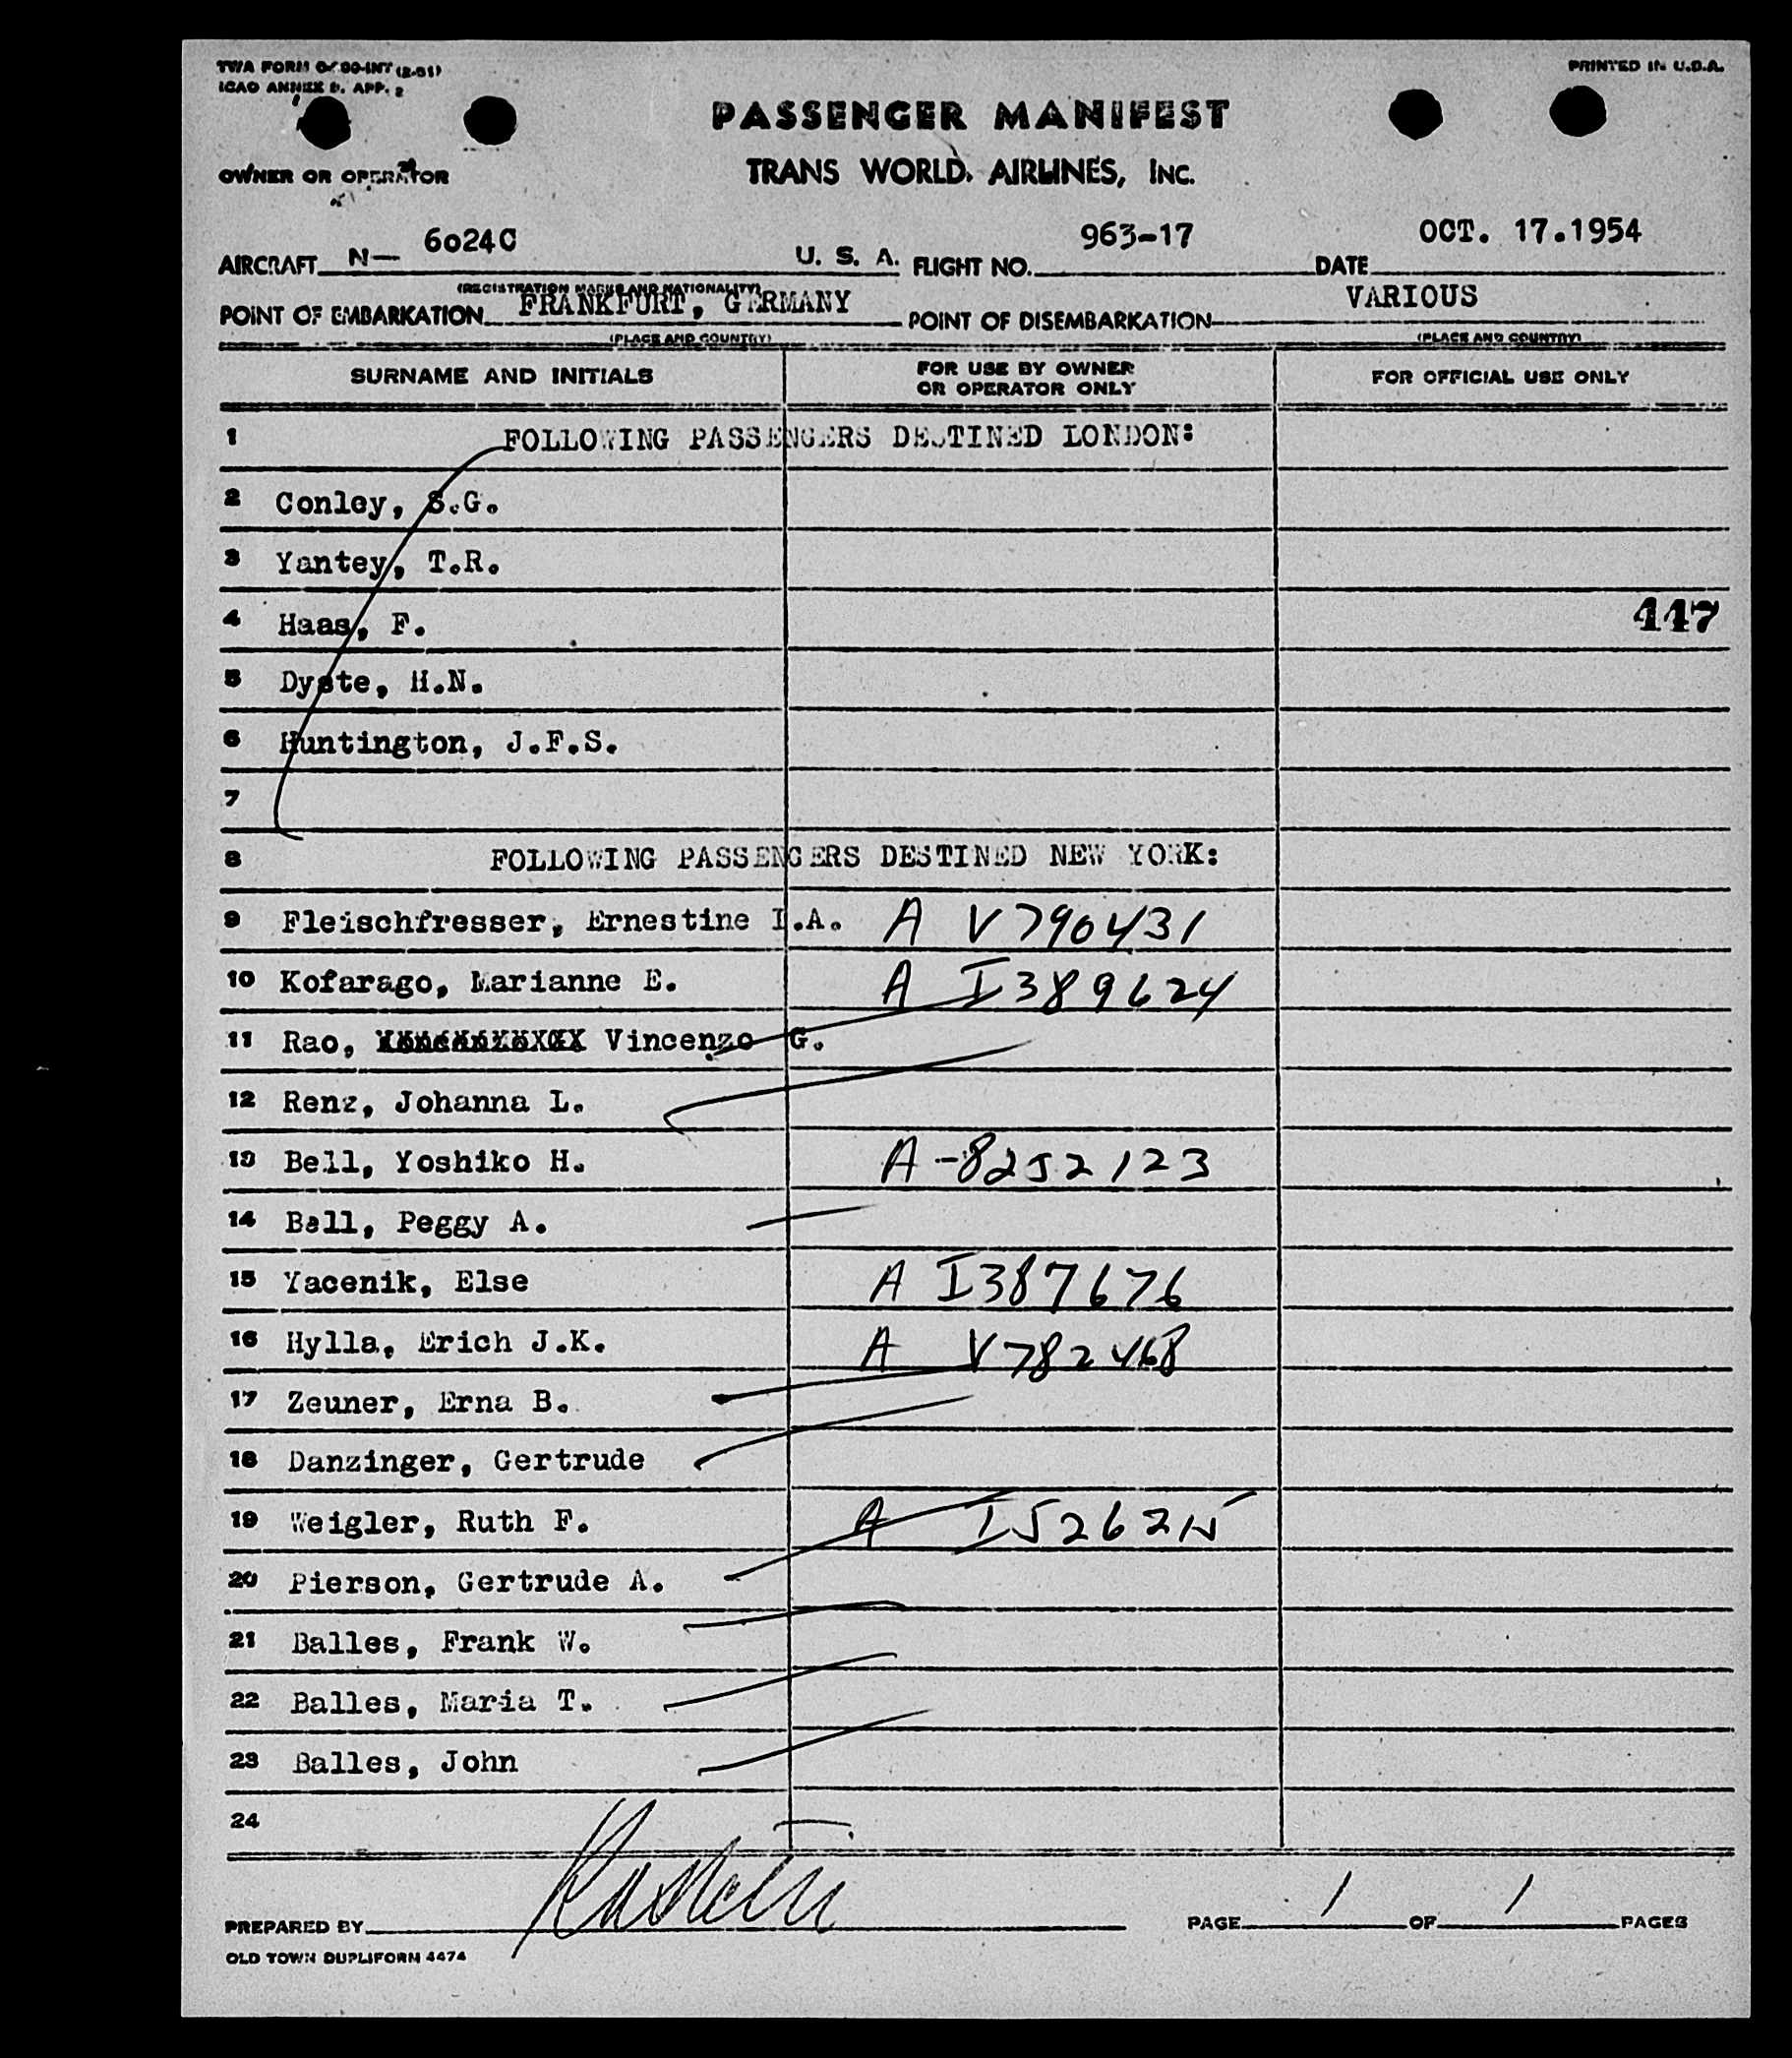 TWA FORM O-80-INT (2-51)
ICAO ANNEX 9. APP. 2
PRINTED IN U.S.A.
PASSENGER MANIFEST
OWNER OR OPERATOR
TRANS WORLD AIRLINES, INC.
AIRCRAFT N— 6024C U. S. A. FLIGHT NO. 963-17 DATE OCT. 17.1954
(REGISTRATION MARKS AND NATIONALITY)
POINT OF EMBARKATION FRANKFURT, GERMANY POINT OF DISEMBARKATION VARIOUS
(PLACE AND COUNTRY) (PLACE AND COUNTRY)
SURNAME AND INITIALS FOR USE BY OWNER OR OPERATOR ONLY FOR OFFICIAL USE ONLY
1 FOLLOWING PASSENGERS DESTINED LONDON:
2 Conley, S.G.
3 Yantey, T.R.
4 Haas, F. 447
5 Dyste, H.N.
6 Huntington, J.F.S.
7
8 FOLLOWING PASSENGERS DESTINED NEW YORK:
9 Fleischfresser, Ernestine I.A. A V790431
10 Kofarago, Marianne E. A I389624
11 Rao, Vincenzo G.
12 Renz, Johanna L.
13 Bell, Yoshiko H. A-8252123
14 Bell, Peggy A.
15 Yacenik, Else A I387676
16 Hylla, Erich J.K. A V782468
17 Zeuner, Erna B.
18 Danzinger, Gertrude
19 Weigler, Ruth F. A
20 Pierson, Gertrude A.
21 Balles, Frank W.
22 Balles, Maria T.
23 Balles, John
24
PREPARED BY PAGE 1 OF 1 PAGES
OLD TOWN DUPLIFORM 4474